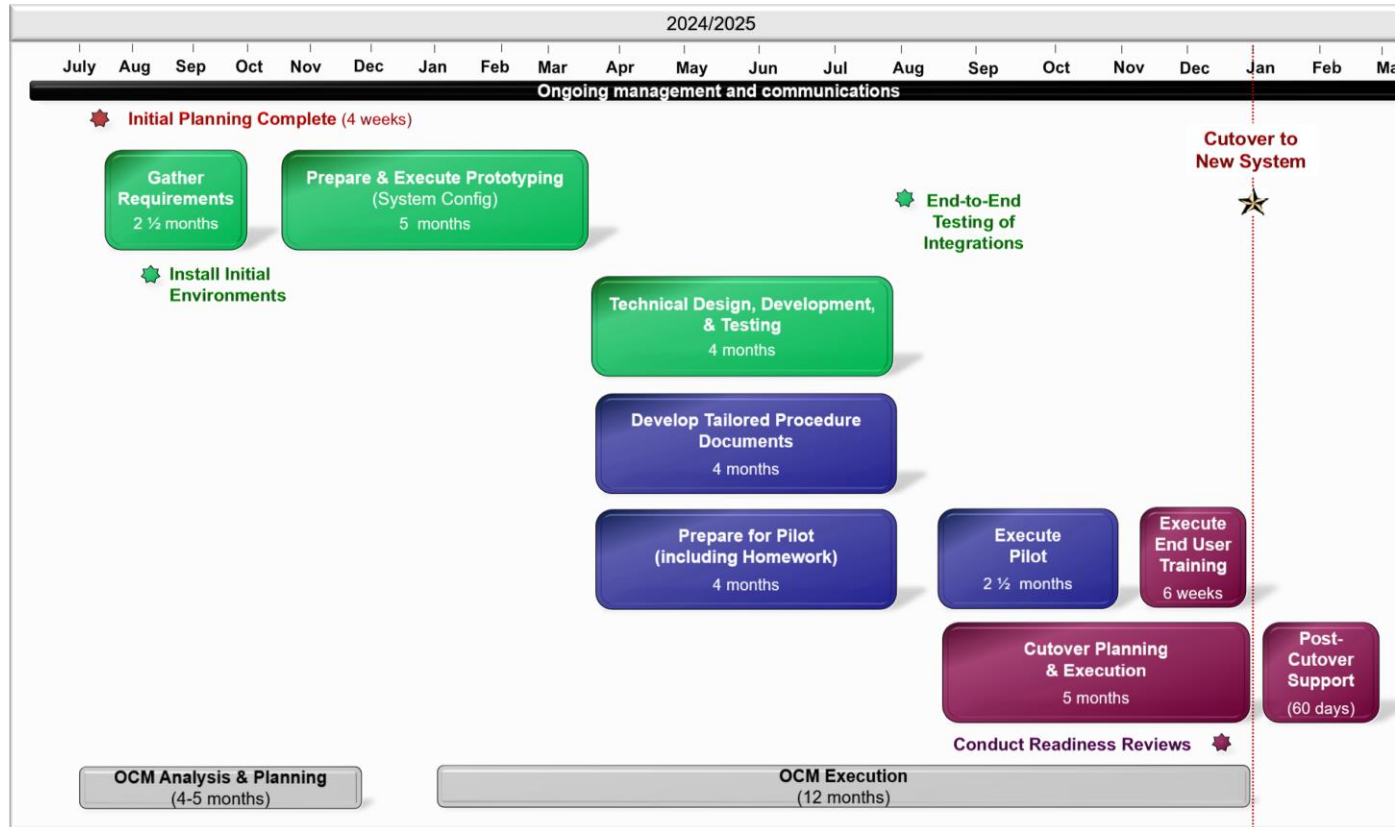 2024/2025
July Aug Sep Oct Nov Dec Jan Feb Mar Apr May Jun Jul Aug Sep Oct Nov Dec Jan Feb Ma
Ongoing management and communications
Initial Planning Complete (4 weeks)
Cutover to
New System
Gather
Requirements
2 ½ months
Prepare & Execute Prototyping
(System Config)
5 months
End-to-End
Testing of
Integrations
Install Initial
Environments
Technical Design, Development,
& Testing
4 months
Develop Tailored Procedure
Documents
4 months
Prepare for Pilot
(including Homework)
4 months
Execute
Pilot
2 ½ months
Execute
End User
Training
6 weeks
Cutover Planning
& Execution
5 months
Post-
Cutover
Support
(60 days)
Conduct Readiness Reviews
OCM Analysis & Planning
(4-5 months)
OCM Execution
(12 months)